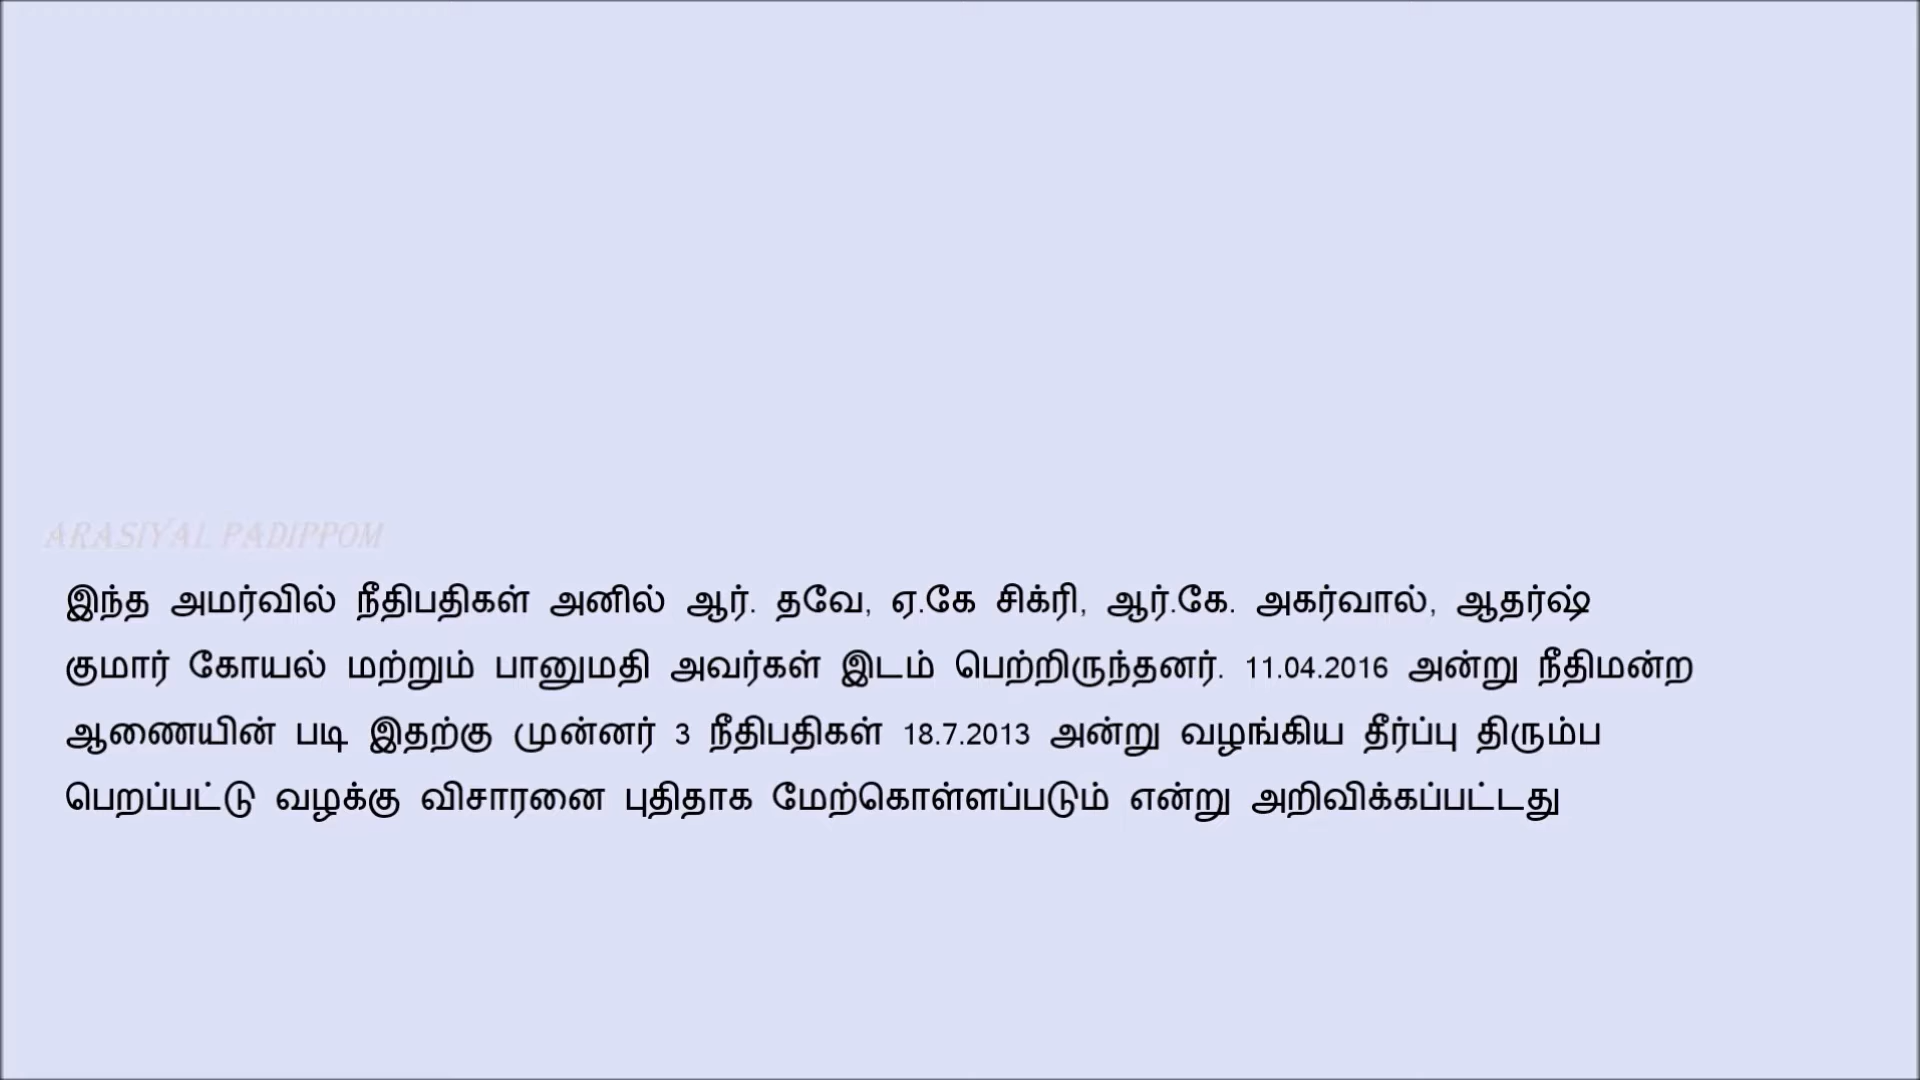 ARASIYAL PADIPPOM
இந்த அமர்வில் நீதிபதிகள் அனில் ஆர். தவே, ஏ.கே சிக்ரி, ஆர்.கே. அகர்வால், ஆதர்ஷ்
குமார் கோயல் மற்றும் பானுமதி அவர்கள் இடம் பெற்றிருந்தனர். 11.04.2016 அன்று நீதிமன்ற
ஆணையின் படி இதற்கு முன்னர் 3 நீதிபதிகள் 18.7.2013 அன்று வழங்கிய தீர்ப்பு திரும்ப
பெறப்பட்டு வழக்கு விசாரனை புதிதாக மேற்கொள்ளப்படும் என்று அறிவிக்கப்பட்டது